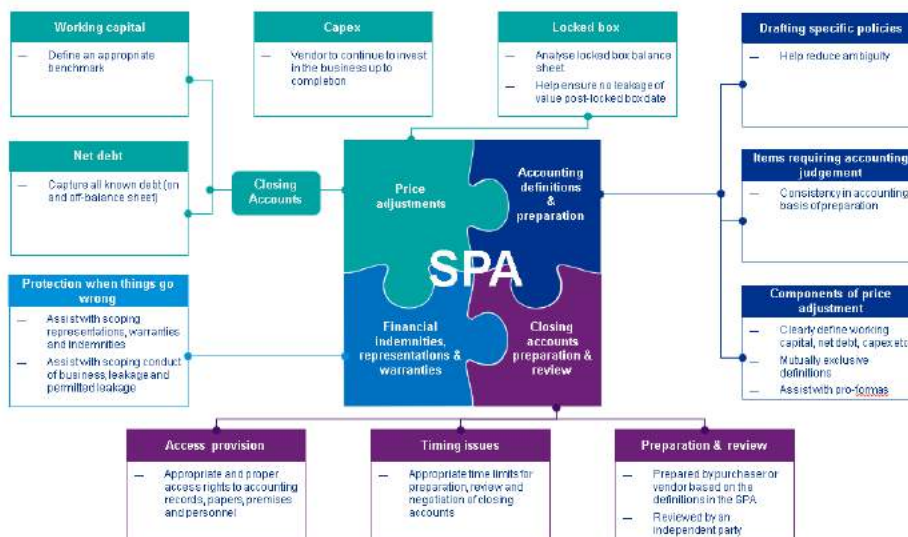 Working capital
— Define an appropriate
benchmark
Capex
— Vendor to continue to invest
in the business up to
completion
Locked box
— Analyse locked box balance
sheet
— Help ensure no leakage of
value post-locked box date
Drafting specific policies
— Help reduce ambiguity
Net debt
— Capture all known debt (on
and off-balance sheet)
Closing
Accounts
Price
adjustments
Accounting
definitions
&
preparation
SPA
Financial
indemnities,
representations &
warranties
Closing
accounts
preparation &
review
Items requiring accounting
judgement
— Consistency in accounting
basis of preparation
Protection when things go
wrong
— Assist with scoping
representations, warranties
and indemnities
— Assist with scoping conduct
of business, leakage and
permitted leakage
Components of price
adjustment
— Clearly define working
capital, net debt, capex etc
— Mutually exclusive
definitions
— Assist with pro-formas
Access provision
— Appropriate and proper
access rights to accounting
records, papers, premises
and personnel
Timing issues
— Appropriate time limits for
preparation, review and
negotiation of closing
accounts
Preparation & review
— Prepared by purchaser or
vendor based on the
definitions in the SPA
— Reviewed by an
independent party